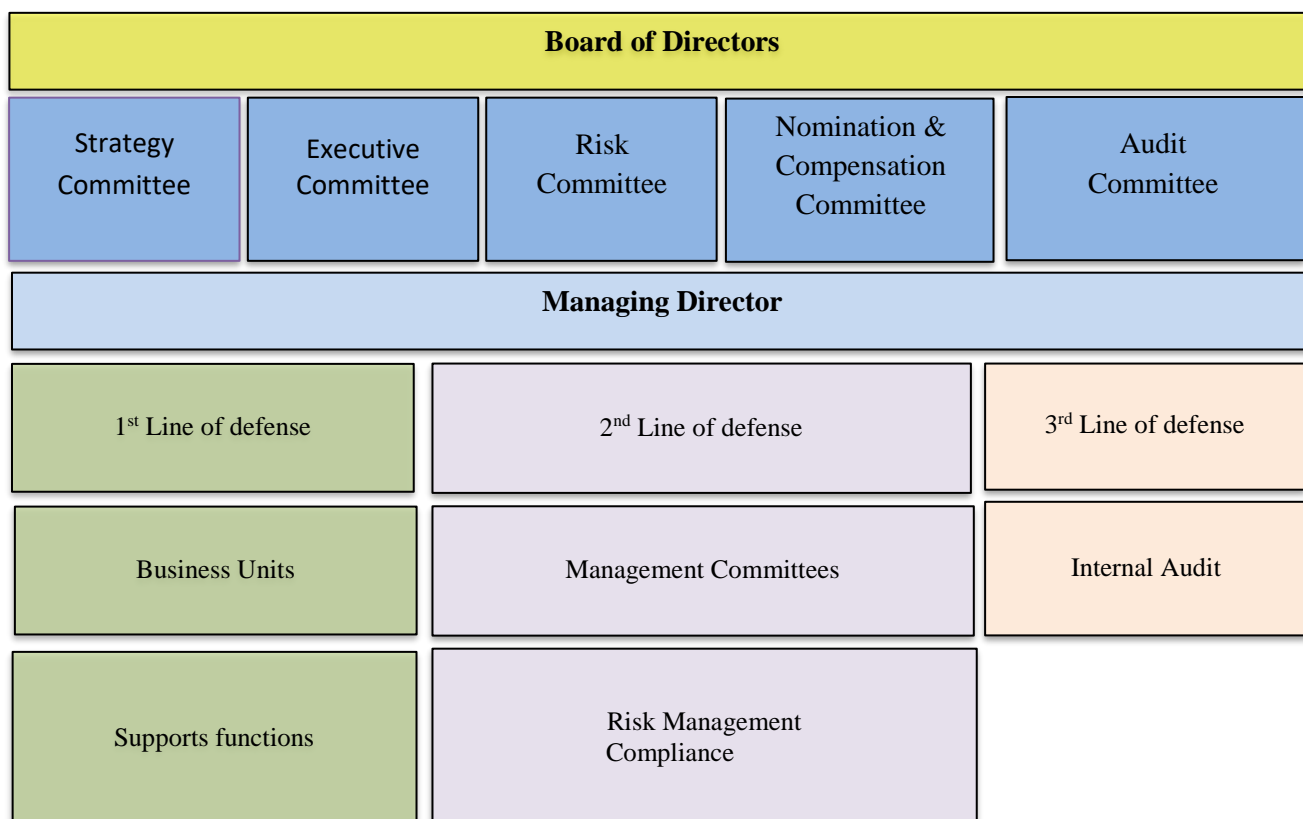 Board of Directors
Strategy
Committee
Executive
Committee
Risk
Committee
Nomination &
Compensation
Committee
Audit
Committee
Managing Director
1st Line of defense
2nd Line of defense
3rd Line of defense
Business Units
Management Committees
Internal Audit
Supports functions
Risk Management
Compliance